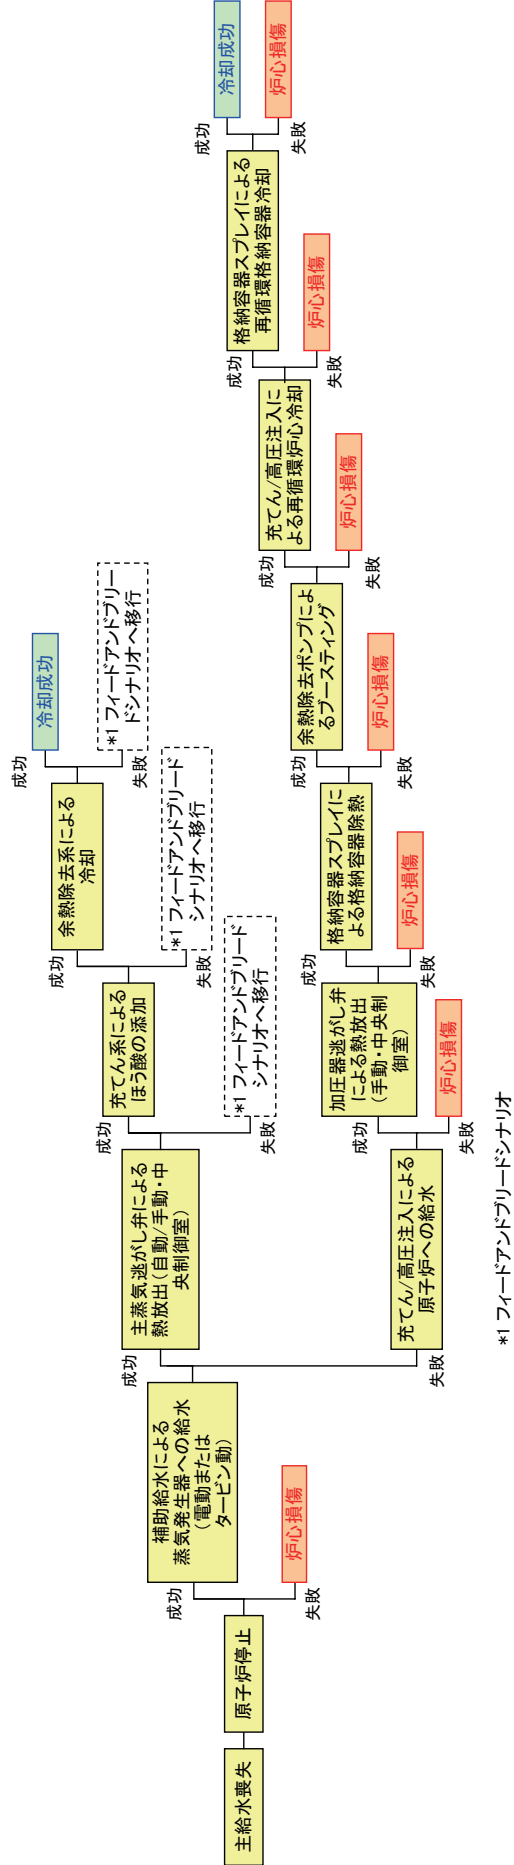 主給水喪失
原子炉停止
成功
失敗
炉心損傷
補助給水による
蒸気発生器への給水
(電動または
タービン動)
成功
失敗
主蒸気逃がし弁による
熱放出(自動/手動・中
央制御室)
成功
失敗
*1 フィードアンドブリード
シナリオへ移行
充てん系による
ほう酸の添加
成功
失敗
*1 フィードアンドブリード
シナリオへ移行
余熱除去系による
冷却
成功
失敗
冷却成功
*1 フィードアンドブリー
ドシナリオへ移行
充てん/高圧注入による
原子炉への給水
成功
失敗
炉心損傷
加圧器逃がし弁
による熱放出
(手動・中央制
御室)
成功
失敗
炉心損傷
格納容器スプレイに
よる格納容器除熱
成功
失敗
炉心損傷
余熱除去ポンプによ
るブースティング
成功
失敗
炉心損傷
充てん/高圧注入に
よる再循環炉心冷却
成功
失敗
炉心損傷
格納容器スプレイによる
再循環格納容器冷却
成功
失敗
冷却成功
炉心損傷
*1 フィードアンドブリードシナリオ